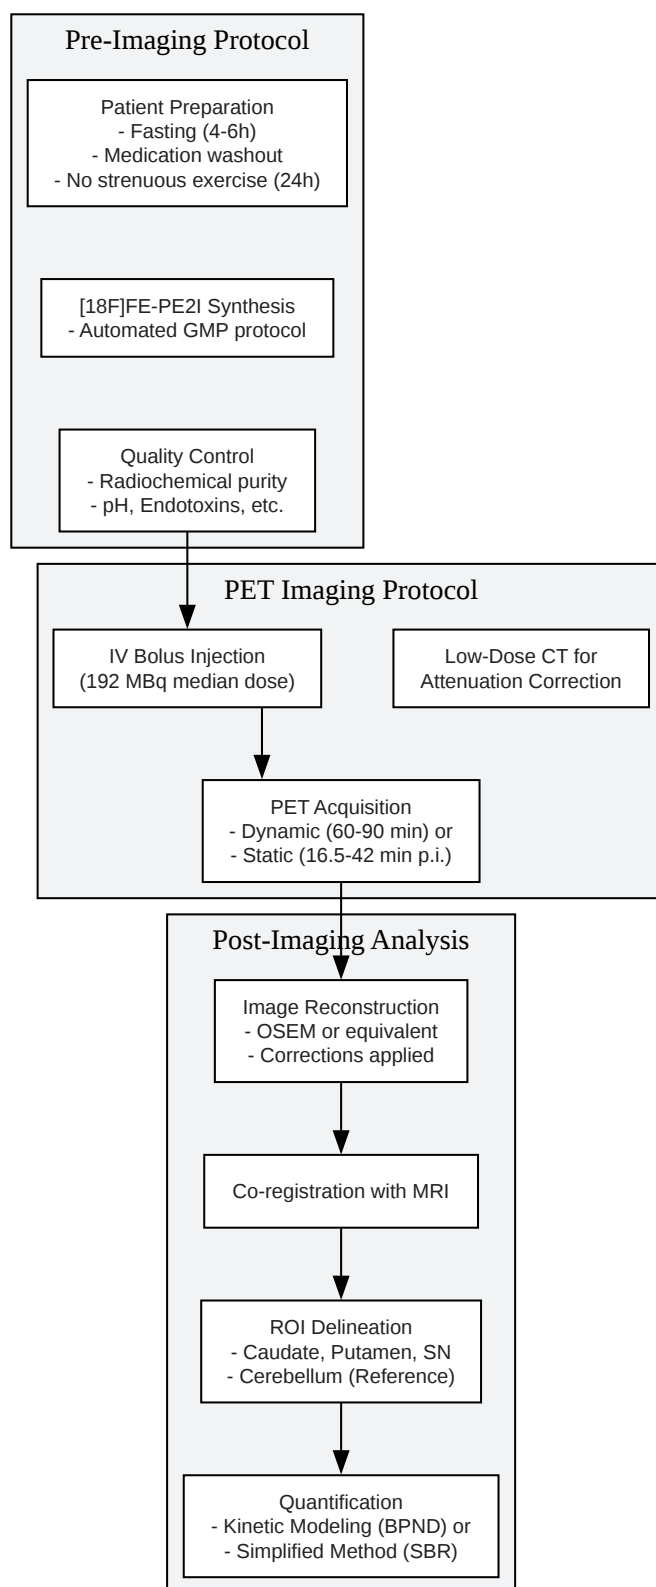 Pre-Imaging Protocol
Patient Preparation
- Fasting (4-6h)
- Medication washout
- No strenuous exercise (24h)
[18F]FE-PE2I Synthesis
- Automated GMP protocol
Quality Control
- Radiochemical purity
- pH, Endotoxins, etc.
PET Imaging Protocol
IV Bolus Injection
(192 MBq median dose)
Low-Dose CT for
Attenuation Correction
PET Acquisition
- Dynamic (60-90 min) or
- Static (16.5-42 min p.i.)
Post-Imaging Analysis
Image Reconstruction
- OSEM or equivalent
- Corrections applied
Co-registration with MRI
ROI Delineation
- Caudate, Putamen, SN
- Cerebellum (Reference)
Quantification
- Kinetic Modeling (BPND) or
- Simplified Method (SBR)